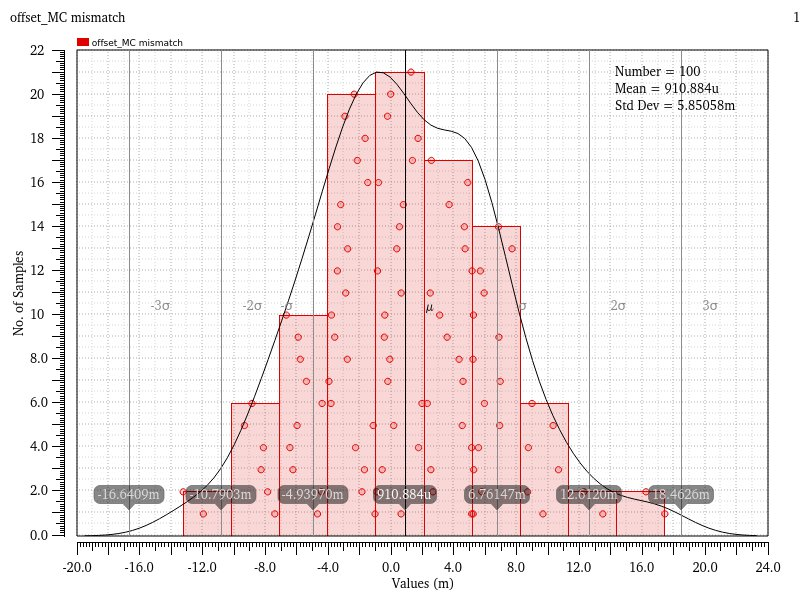 offset_MC mismatch
1
offset_MC mismatch
Number = 100
Mean = 910.884u
Std Dev = 5.85058m
No. of Samples
22
20
18
16
14
12
10
8.0
6.0
4.0
2.0
0.0
-3σ -2σ -σ μ σ 2σ 3σ
-16.6409m -10.7903m -4.93970m 910.884u 6.76147m 12.6120m 18.4626m
-20.0 -16.0 -12.0 -8.0 -4.0 0.0 4.0 8.0 12.0 16.0 20.0 24.0
Values (m)